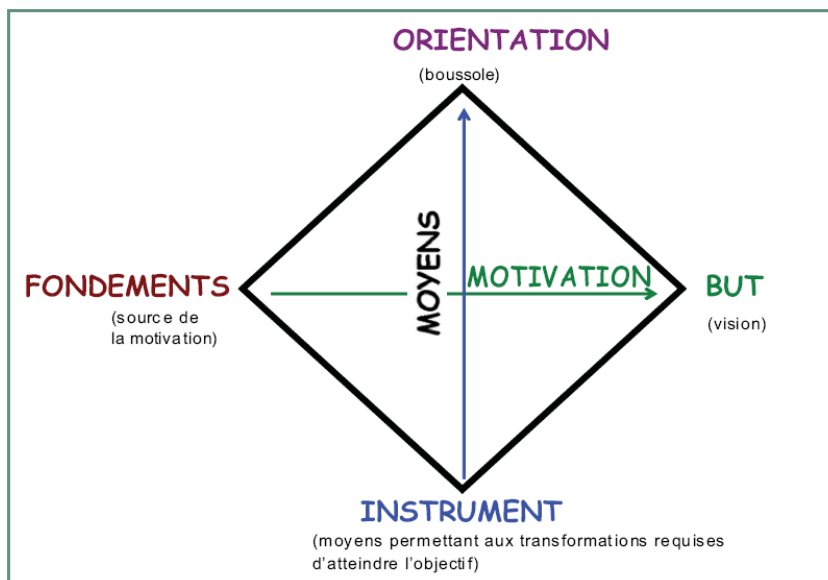 ORIENTATION
(boussole)
MOYENS
MOTIVATION
FONDEMENTS
(source de
la motivation)
BUT
(vision)
INSTRUMENT
(moyens permettant aux transformations requises
d'atteindre l'objectif)